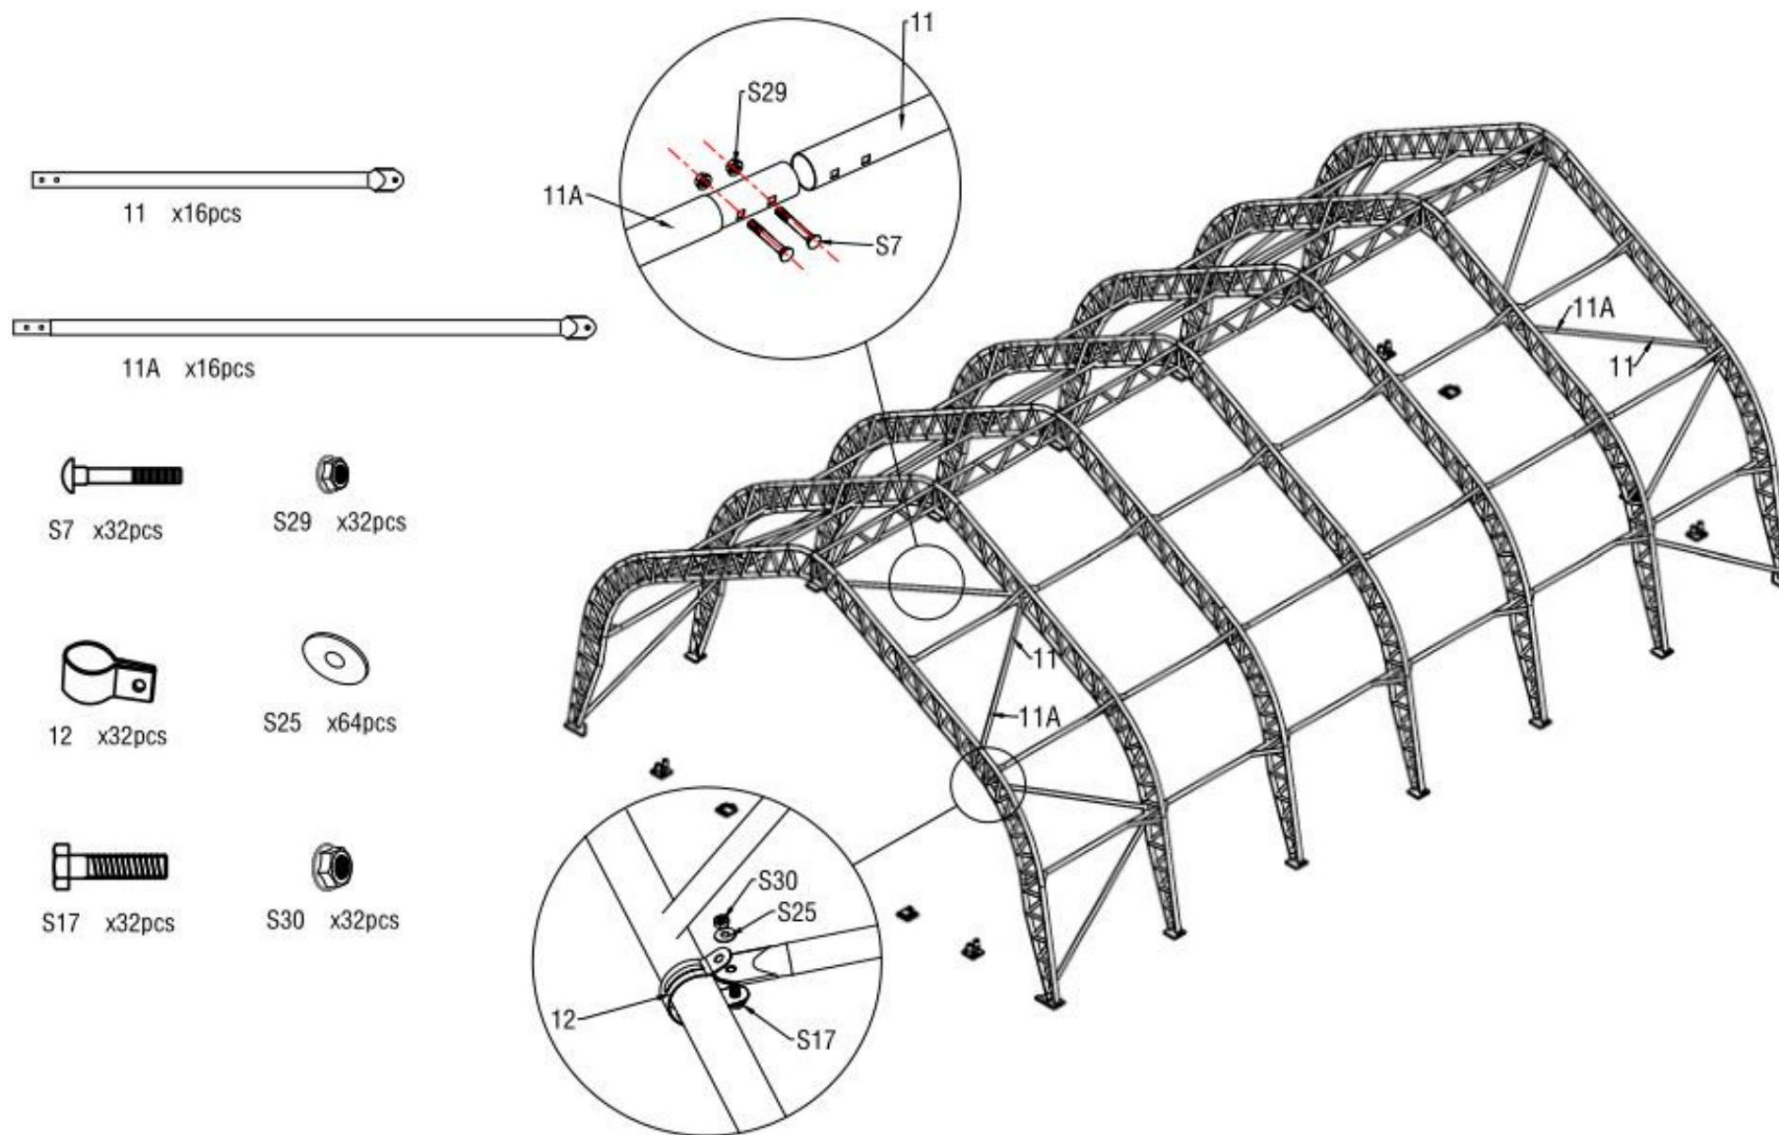 11 x16pcs
11A x16pcs
S7 x32pcs
S29 x32pcs
12 x32pcs
S25 x64pcs
S17 x32pcs
S30 x32pcs
11
S29
11A
S7
11A
11
11
11A
S30
S25
12
S17